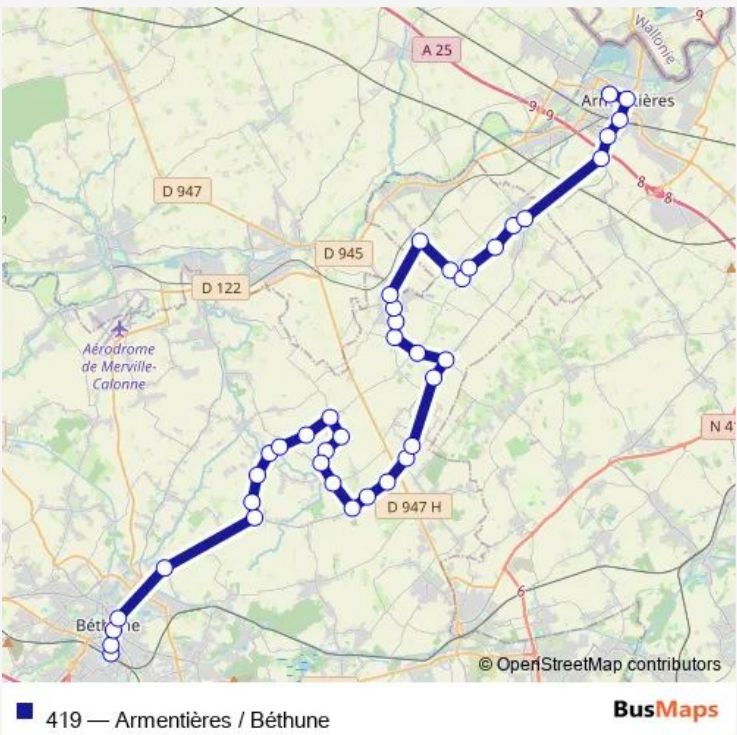 9
Wallonie
A 25
Armentières
9
9
D 947
8
8
D 945
D 122
Aérodrome
de Merville-
Calonne
N 4
D 947 H
6
Béthune
© OpenStreetMap contributors
419 — Armentières / Béthune
BusMaps